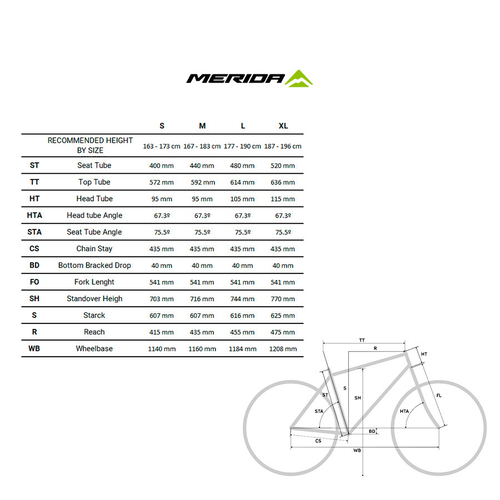 MERIDA
S M L XL
RECOMMENDED HEIGHT
BY SIZE 163 - 173 cm 167 - 183 cm 177 - 190 cm 187 - 196 cm
ST Seat Tube 400 mm 440 mm 480 mm 520 mm
TT Top Tube 572 mm 592 mm 614 mm 636 mm
HT Head Tube 95 mm 95 mm 105 mm 115 mm
HTA Head tube Angle 67.3º 67.3º 67.3º 67.3º
STA Seat Tube Angle 75.5º 75.5º 75.5º 75.5º
CS Chain Stay 435 mm 435 mm 435 mm 435 mm
BD Bottom Bracked Drop 40 mm 40 mm 40 mm 40 mm
FO Fork Lenght 541 mm 541 mm 541 mm 541 mm
SH Standover Heigh 703 mm 716 mm 744 mm 770 mm
S Starck 607 mm 607 mm 616 mm 625 mm
R Reach 415 mm 435 mm 455 mm 475 mm
WB Wheelbase 1140 mm 1160 mm 1184 mm 1208 mm
TT
R
HT
S
ST
SH
FL
STA
HTA
BD
CS
WB